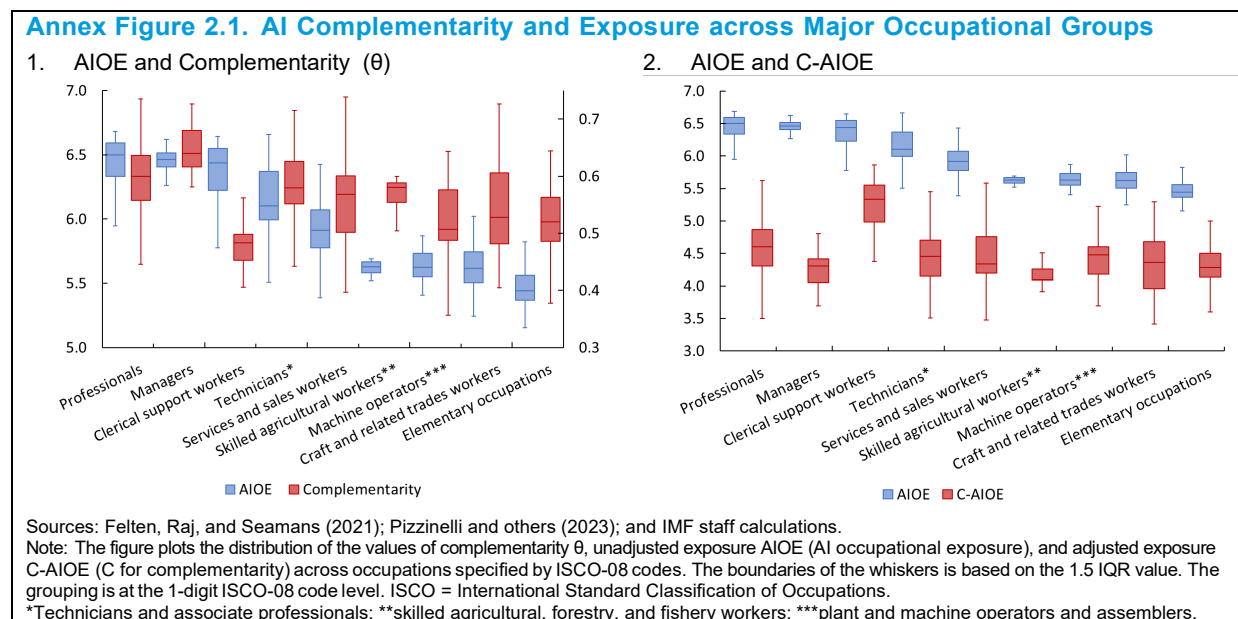 Annex Figure 2.1. AI Complementarity and Exposure across Major Occupational Groups
1. AIOE and Complementarity (θ)
7.0
6.5
6.0
5.5
5.0
0.7
0.6
0.5
0.4
0.3
Professionals
Managers
Clerical support workers
Technicians*
Services and sales workers
Skilled agricultural workers**
Machine operators***
Craft and related trades workers
Elementary occupations
AIOE
Complementarity
2. AIOE and C-AIOE
7.0
6.5
6.0
5.5
5.0
4.5
4.0
3.5
3.0
Professionals
Managers
Clerical support workers
Technicians*
Services and sales workers
Skilled agricultural workers**
Machine operators***
Craft and related trades workers
Elementary occupations
AIOE
C-AIOE
Sources: Felten, Raj, and Seamans (2021); Pizzinelli and others (2023); and IMF staff calculations.
Note: The figure plots the distribution of the values of complementarity θ, unadjusted exposure AIOE (AI occupational exposure), and adjusted exposure
C-AIOE (C for complementarity) across occupations specified by ISCO-08 codes. The boundaries of the whiskers is based on the 1.5 IQR value. The
grouping is at the 1-digit ISCO-08 code level. ISCO = International Standard Classification of Occupations.
*Technicians and associate professionals; **skilled agricultural, forestry, and fishery workers; ***plant and machine operators and assemblers.